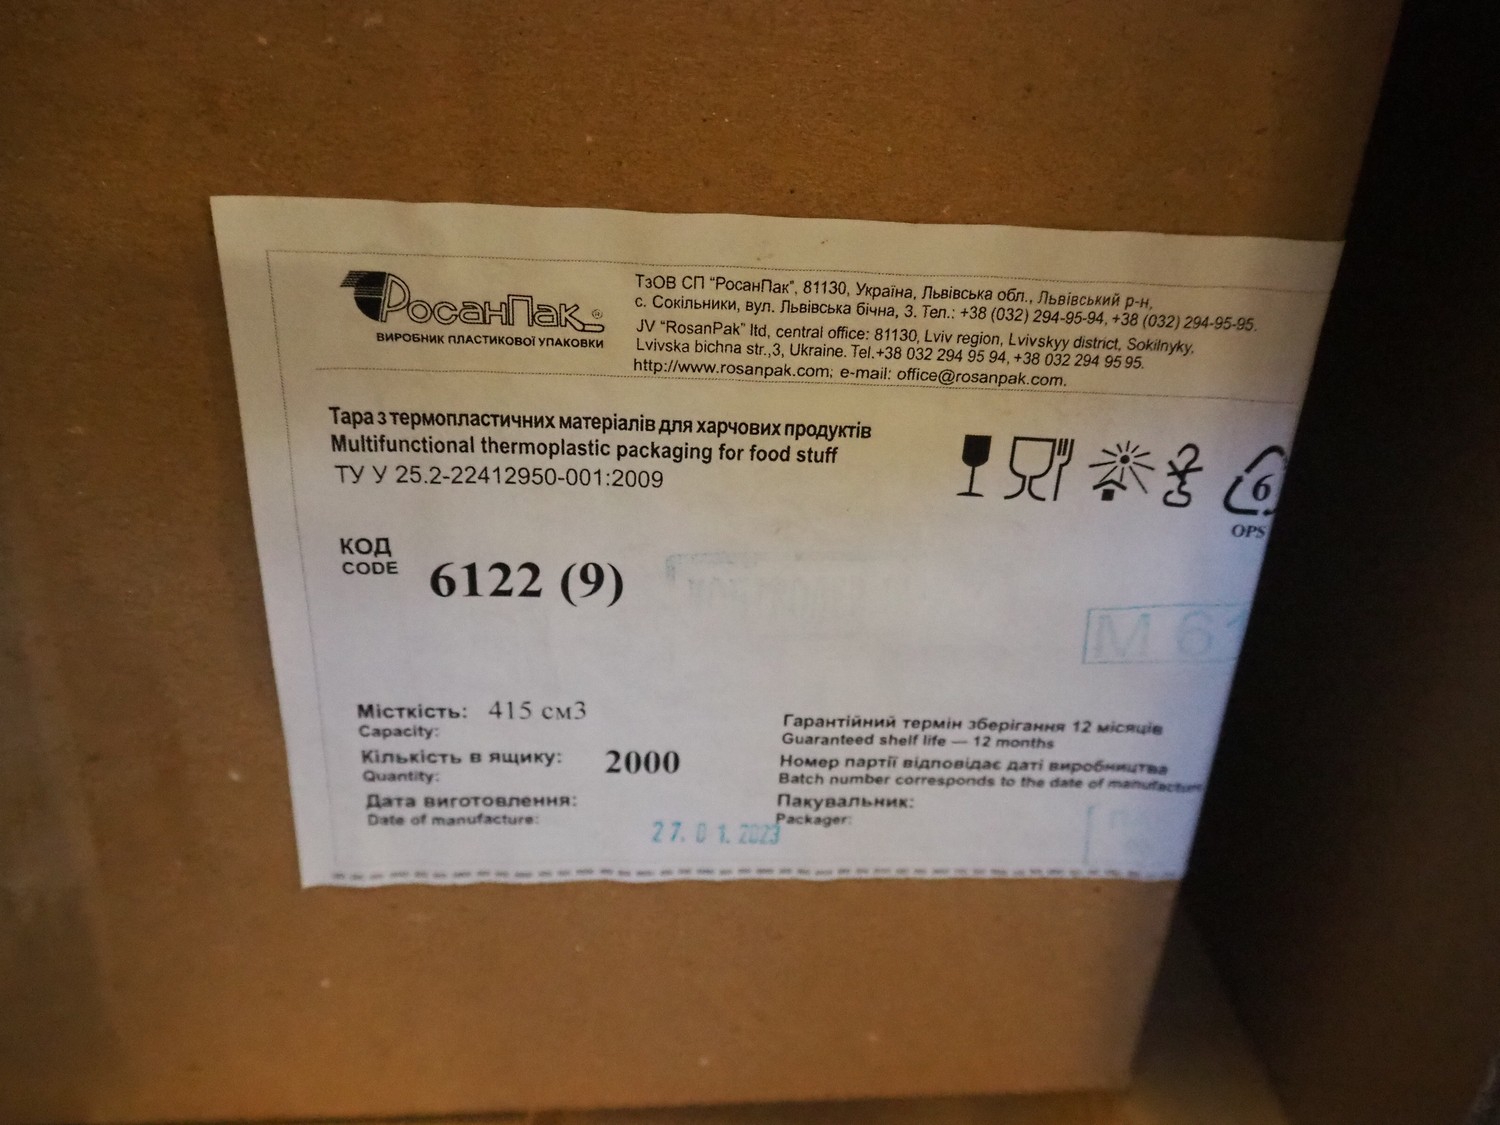 РосанПак ®
ВИРОБНИК ПЛАСТИКОВОЇ УПАКОВКИ
ТзОВ СП "РосанПак", 81130, Україна, Львівська обл., Львівський р-н,
с. Сокільники, вул. Львівська бічна, 3. Тел.: +38 (032) 294-95-94, +38 (032) 294-95-95.
JV "RosanPak" ltd, central office: 81130, Lviv region, Lvivskyy district, Sokilnyky,
Lvivska bichna str.,3, Ukraine. Tel.+38 032 294 95 94, +38 032 294 95 95.
http://www.rosanpak.com; e-mail: office@rosanpak.com.
Тара з термопластичних матеріалів для харчових продуктів
Multifunctional thermoplastic packaging for food stuff
ТУ У 25.2-22412950-001:2009
6
OPS
КОД
CODE
6122 (9)
М 61
Місткість: 415 см3
Capacity:
Кількість в ящику: 2000
Quantity:
Дата виготовлення:
Date of manufacture:
27. 01. 2023
Гарантійний термін зберігання 12 місяців
Guaranteed shelf life — 12 months
Номер партії відповідає даті виробництва
Batch number corresponds to the date of manufacture
Пакувальник:
Packager: